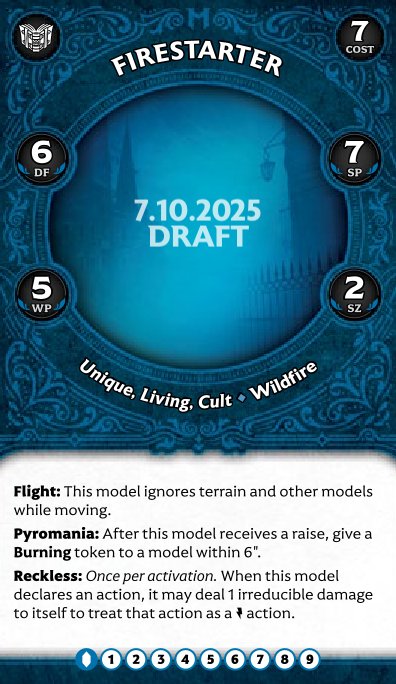 7
COST
FIRESTARTER
6
DF
7
SP
7.10.2025
DRAFT
5
WP
2
SZ
Unique, Living, Cult ⬥ Wildfire
Flight: This model ignores terrain and other models
while moving.
Pyromania: After this model receives a raise, give a
Burning token to a model within 6".
Reckless: Once per activation. When this model
declares an action, it may deal 1 irreducible damage
to itself to treat that action as a action.
1 2 3 4 5 6 7 8 9